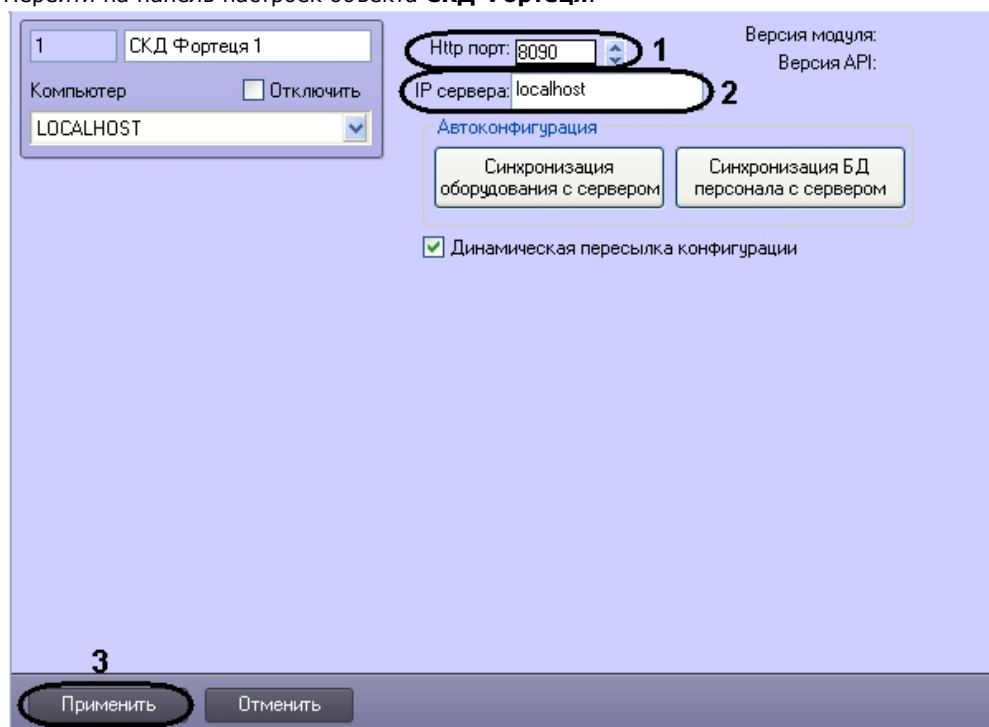 Перейти на панель настроек объекта СКД Фортеця.
1 СКД Фортеця 1
Компьютер Отключить
LOCALHOST
Http порт: 8090 1
IP сервера: localhost 2
Версия модуля:
Версия API:
Автоконфигурация
Синхронизация
оборудования с сервером
Синхронизация БД
персонала с сервером
Динамическая пересылка конфигурации
3
Применить Отменить